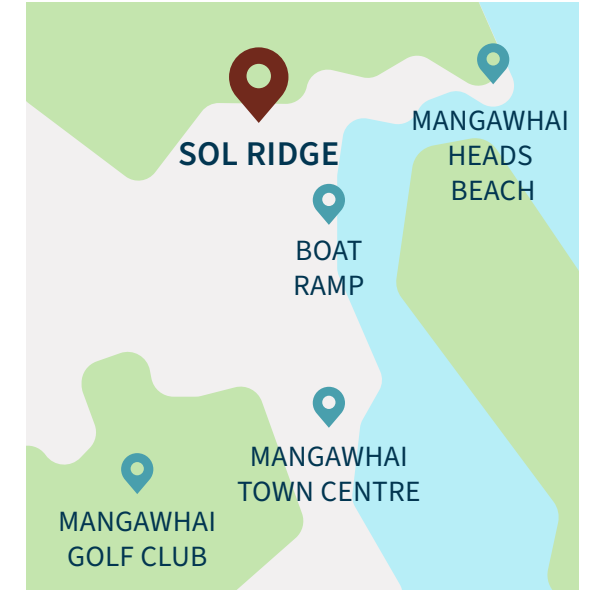 MANGAWHAI
HEADS
BEACH
SOL RIDGE
BOAT
RAMP
MANGAWHAI
TOWN CENTRE
MANGAWHAI
GOLF CLUB